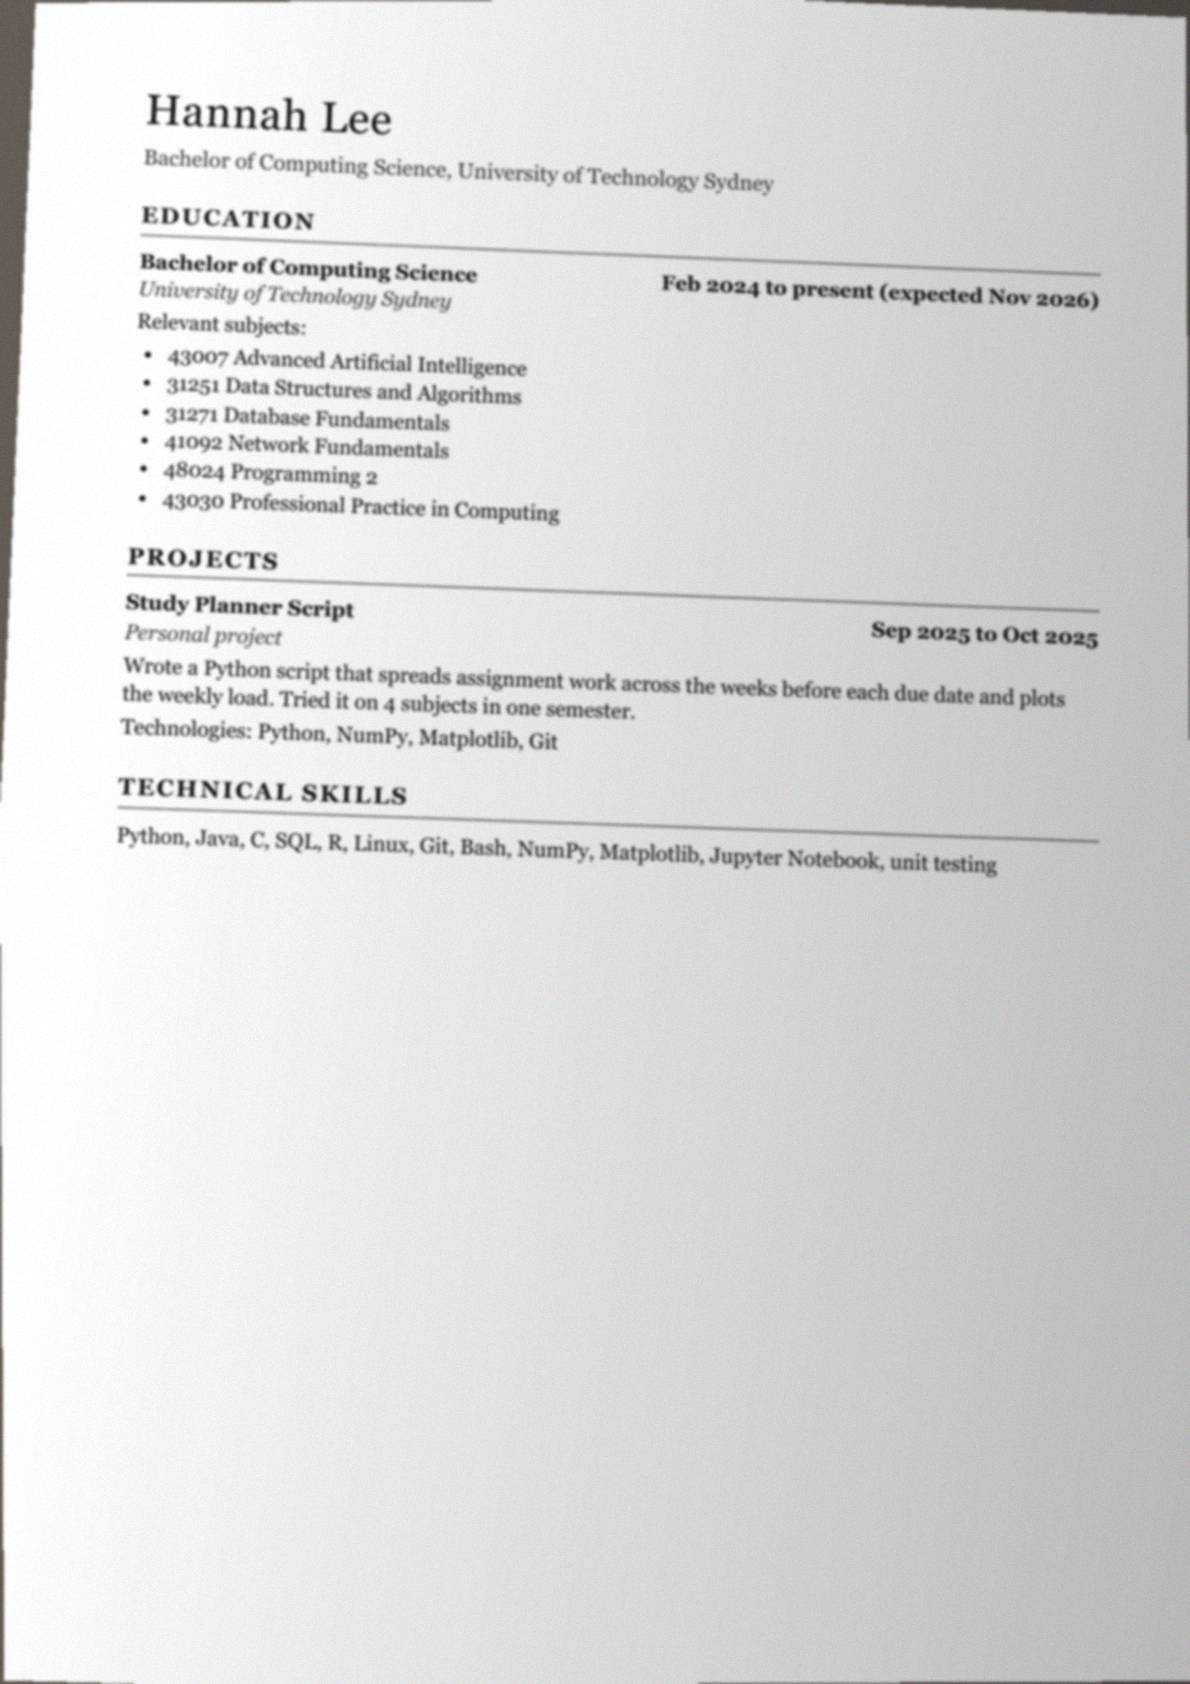 Hannah Lee
Bachelor of Computing Science, University of Technology Sydney
EDUCATION
Bachelor of Computing Science Feb 2024 to present (expected Nov 2026)
University of Technology Sydney
Relevant subjects:
• 43007 Advanced Artificial Intelligence
• 31251 Data Structures and Algorithms
• 31271 Database Fundamentals
• 41092 Network Fundamentals
• 48024 Programming 2
• 43030 Professional Practice in Computing
PROJECTS
Study Planner Script Sep 2025 to Oct 2025
Personal project
Wrote a Python script that spreads assignment work across the weeks before each due date and plots
the weekly load. Tried it on 4 subjects in one semester.
Technologies: Python, NumPy, Matplotlib, Git
TECHNICAL SKILLS
Python, Java, C, SQL, R, Linux, Git, Bash, NumPy, Matplotlib, Jupyter Notebook, unit testing